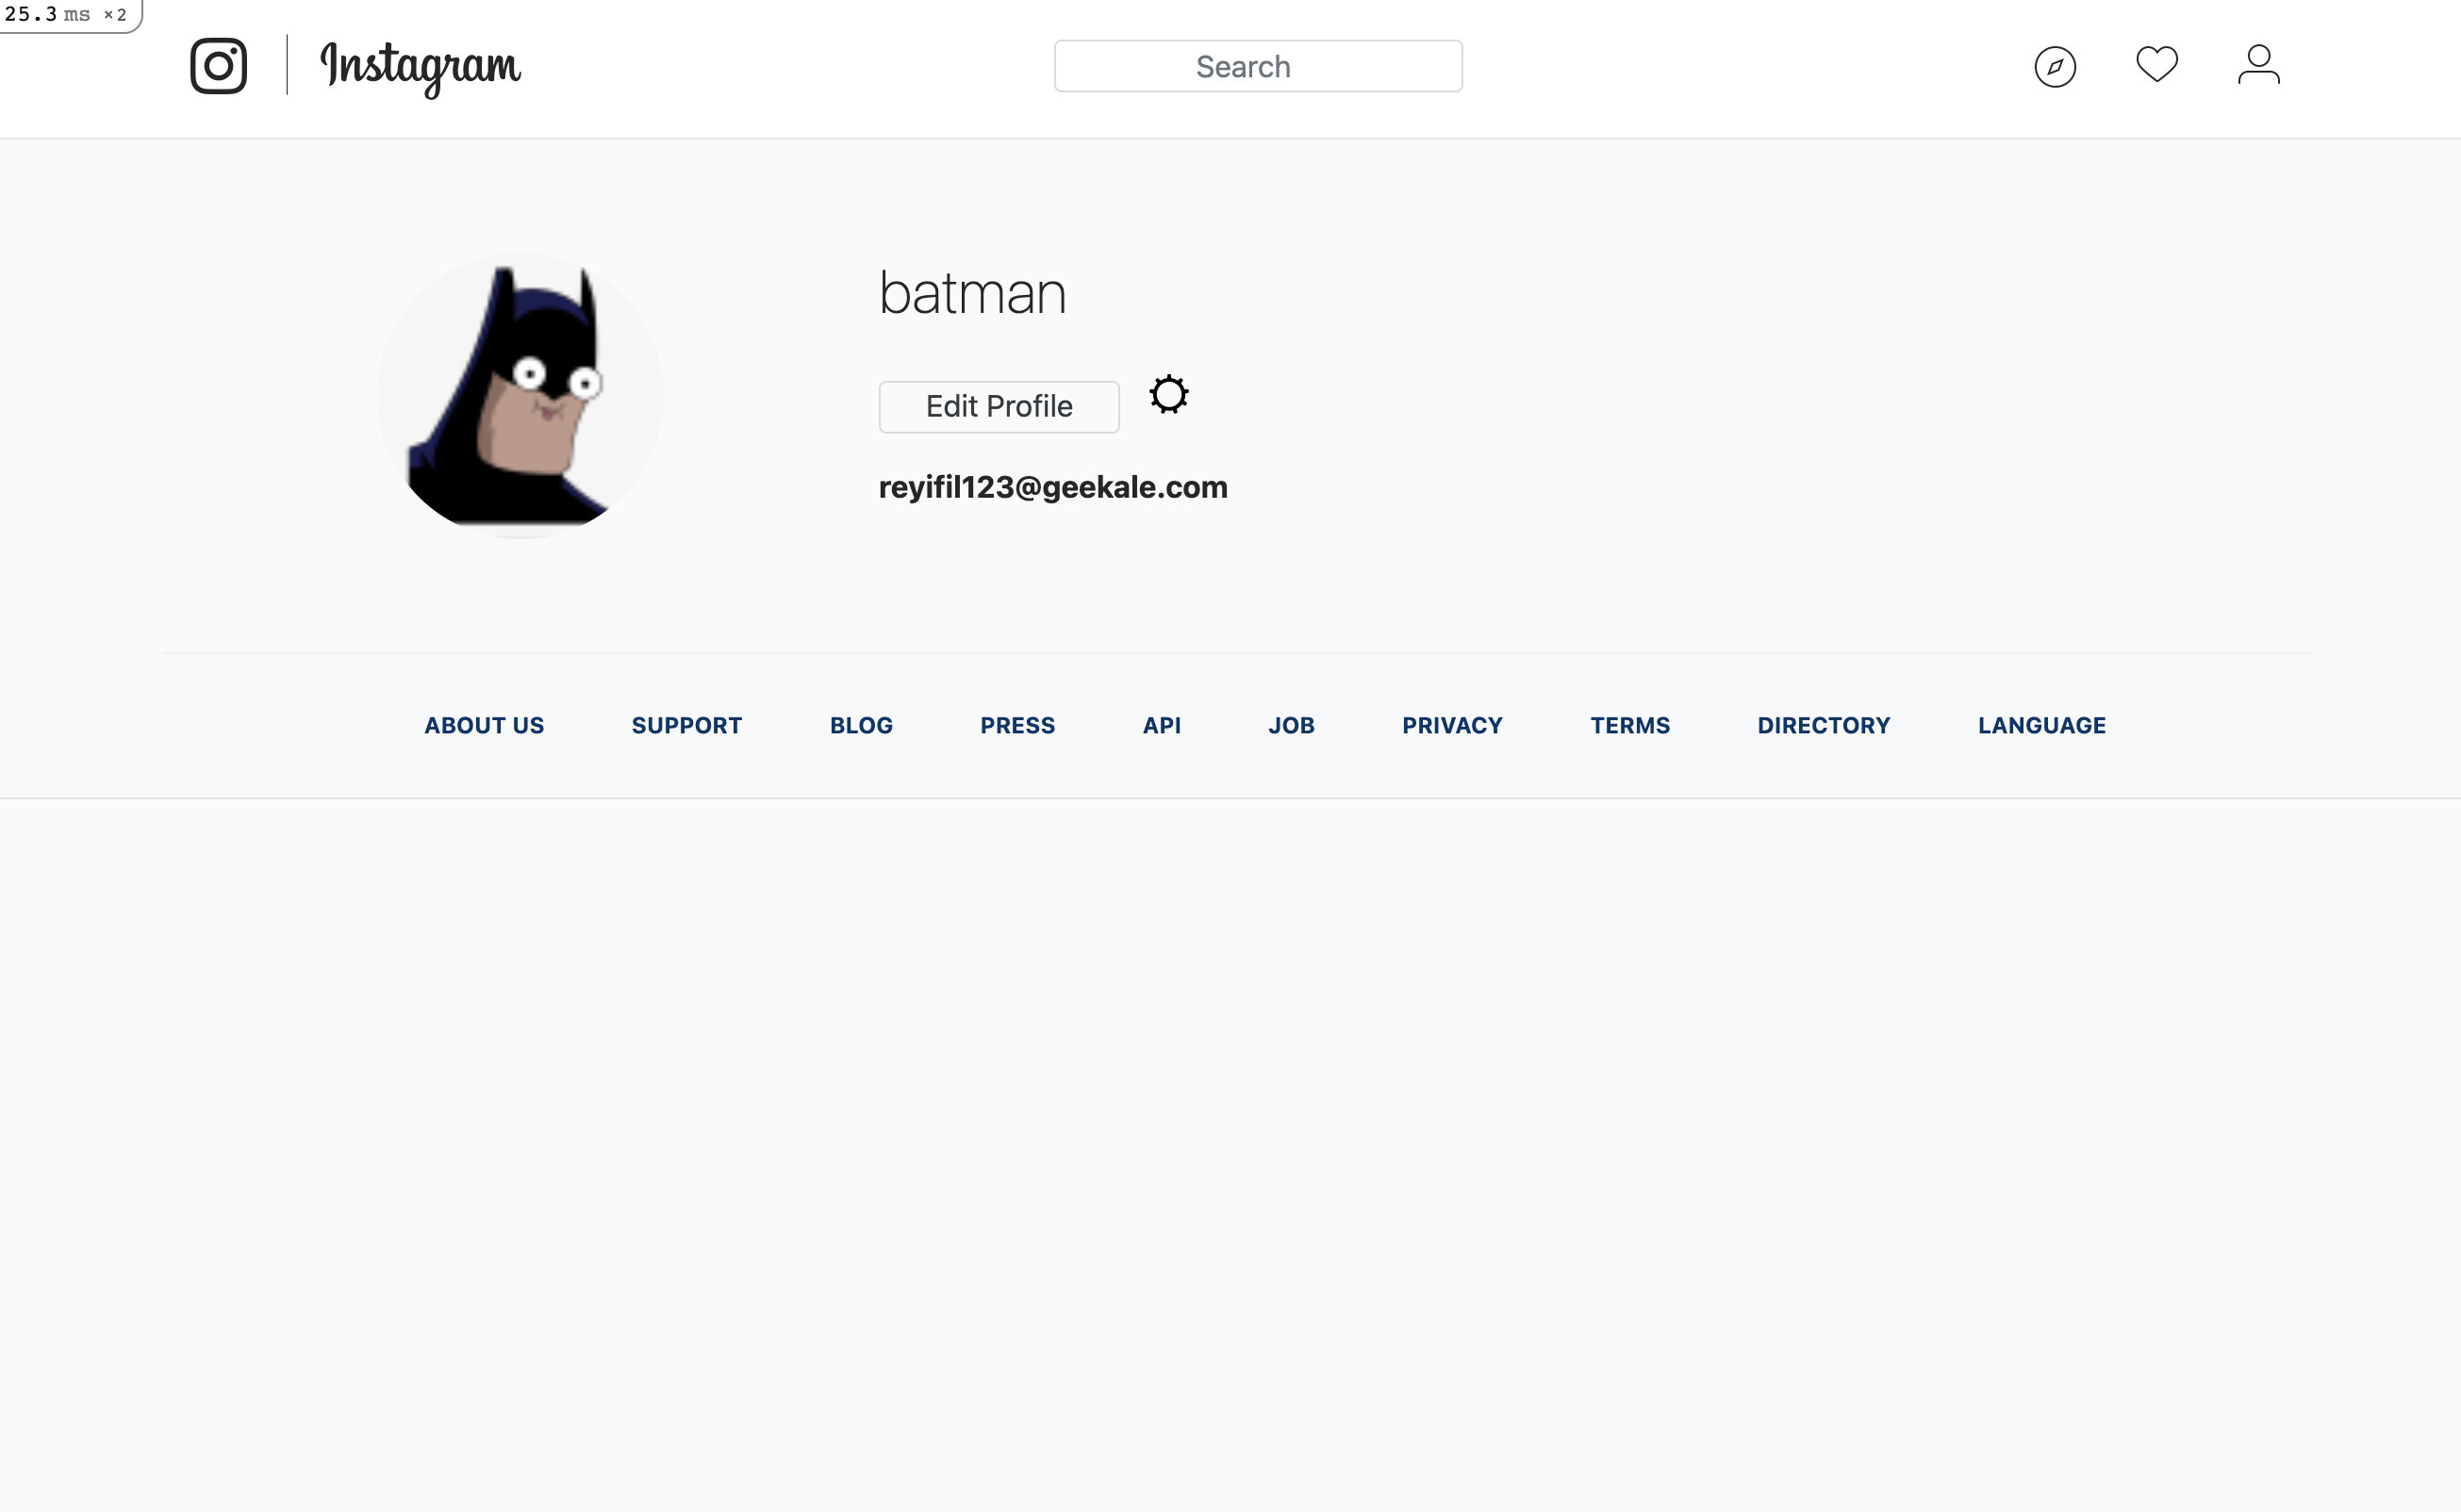 25.3 ms ×2
Instagram
Search
batman
Edit Profile
reyifil123@geekale.com
ABOUT US SUPPORT BLOG PRESS API JOB PRIVACY TERMS DIRECTORY LANGUAGE